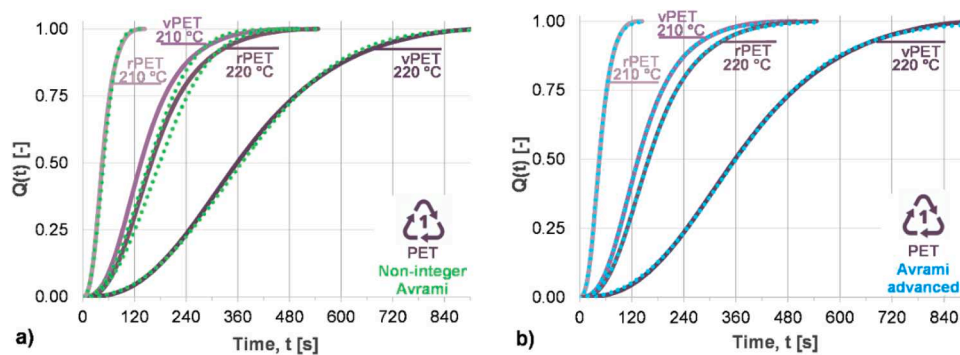 1.00
0.75
0.50
0.25
0.00
Q(t) [-]
vPET
210 °C
rPET
210 °C
rPET
220 °C
vPET
220 °C
1
PET
Non-integer
Avrami
0 120 240 360 480 600 720 840
a) Time, t [s]
1.00
0.75
0.50
0.25
0.00
Q(t) [-]
vPET
210 °C
rPET
210 °C
rPET
220 °C
vPET
220 °C
1
PET
Avrami
advanced
0 120 240 360 480 600 720 840
b) Time, t [s]